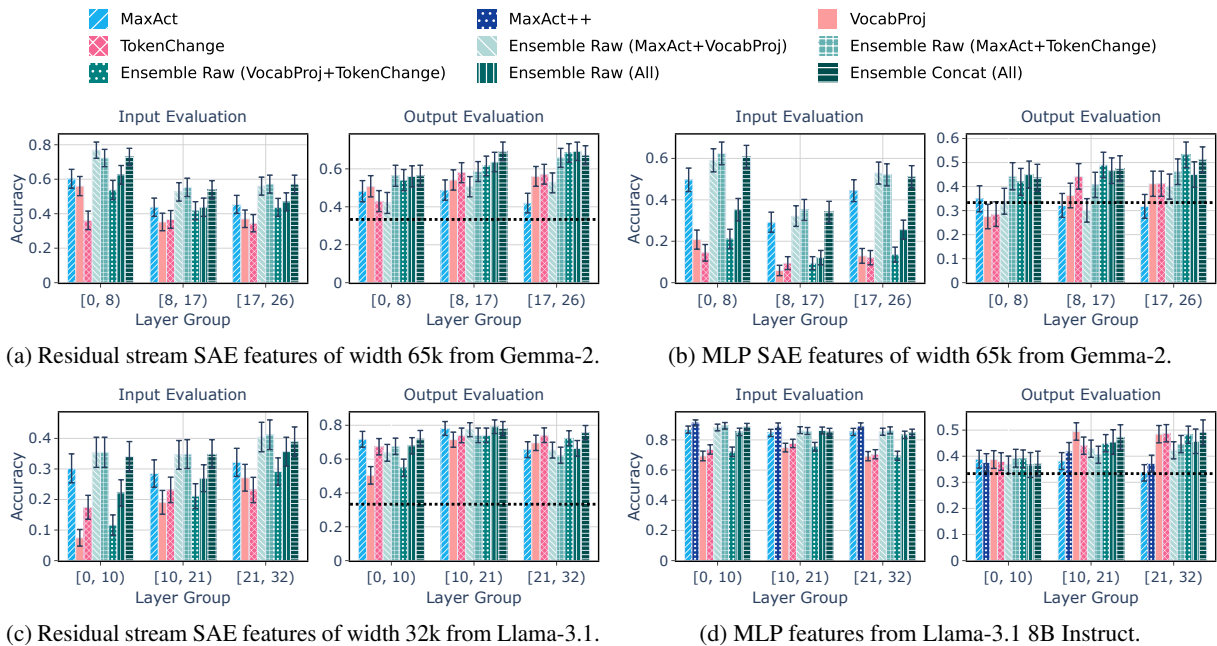 MaxAct
MaxAct++
VocabProj
TokenChange
Ensemble Raw (MaxAct+VocabProj)
Ensemble Raw (MaxAct+TokenChange)
Ensemble Raw (VocabProj+TokenChange)
Ensemble Raw (All)
Ensemble Concat (All)
Input Evaluation
Accuracy
0.8
0.6
0.4
0.2
0
[0, 8)
[8, 17)
[17, 26)
Layer Group
Output Evaluation
0.8
0.6
0.4
0.2
0
[0, 8)
[8, 17)
[17, 26)
Layer Group
(a) Residual stream SAE features of width 65k from Gemma-2.
Input Evaluation
Accuracy
0.6
0.4
0.2
0
[0, 8)
[8, 17)
[17, 26)
Layer Group
Output Evaluation
0.6
0.5
0.4
0.3
0.2
0.1
0
[0, 8)
[8, 17)
[17, 26)
Layer Group
(b) MLP SAE features of width 65k from Gemma-2.
Input Evaluation
Accuracy
0.4
0.3
0.2
0.1
0
[0, 10)
[10, 21)
[21, 32)
Layer Group
Output Evaluation
0.8
0.6
0.4
0.2
0
[0, 10)
[10, 21)
[21, 32)
Layer Group
(c) Residual stream SAE features of width 32k from Llama-3.1.
Input Evaluation
Accuracy
0.8
0.6
0.4
0.2
0
[0, 10)
[10, 21)
[21, 32)
Layer Group
Output Evaluation
0.5
0.4
0.3
0.2
0.1
0
[0, 10)
[10, 21)
[21, 32)
Layer Group
(d) MLP features from Llama-3.1 8B Instruct.